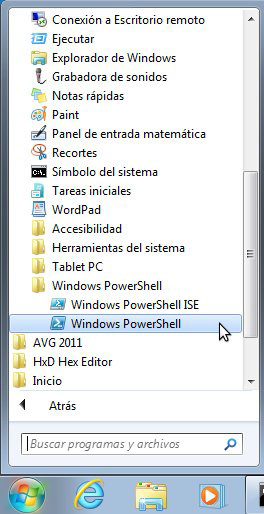 Conexión a Escritorio remoto
Ejecutar
Explorador de Windows
Grabadora de sonidos
Notas rápidas
Paint
Panel de entrada matemática
Recortes
Símbolo del sistema
Tareas iniciales
WordPad
Accesibilidad
Herramientas del sistema
Tablet PC
Windows PowerShell
Windows PowerShell ISE
Windows PowerShell
AVG 2011
HxD Hex Editor
Inicio
Atrás
Buscar programas y archivos